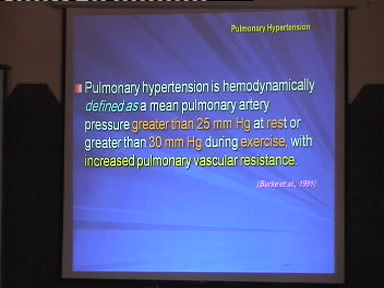 Pulmonary Hypertension
Pulmonary hypertension is hemodynamically
defined as a mean pulmonary artery
pressure greater than 25 mm Hg at rest or
greater than 30 mm Hg during exercise, with
increased pulmonary vascular resistance.
(Burke et al., 1991).